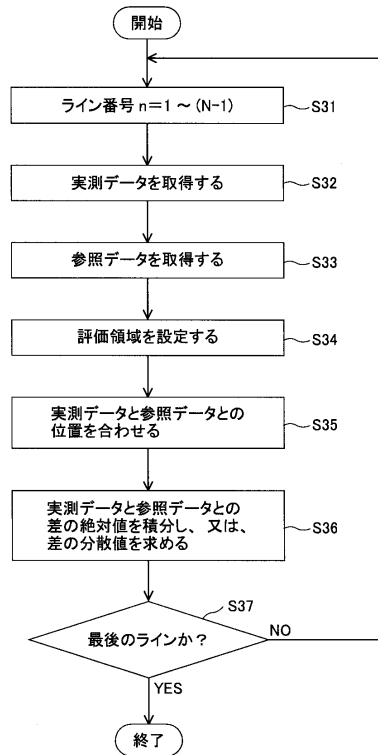 開始
ライン番号 n＝1 ～ (N-1)
S31
実測データを取得する
S32
参照データを取得する
S33
評価領域を設定する
S34
実測データと参照データとの
位置を合わせる
S35
実測データと参照データとの
差の絶対値を積分し、又は、
差の分散値を求める
S36
S37
最後のラインか？
NO
YES
終了